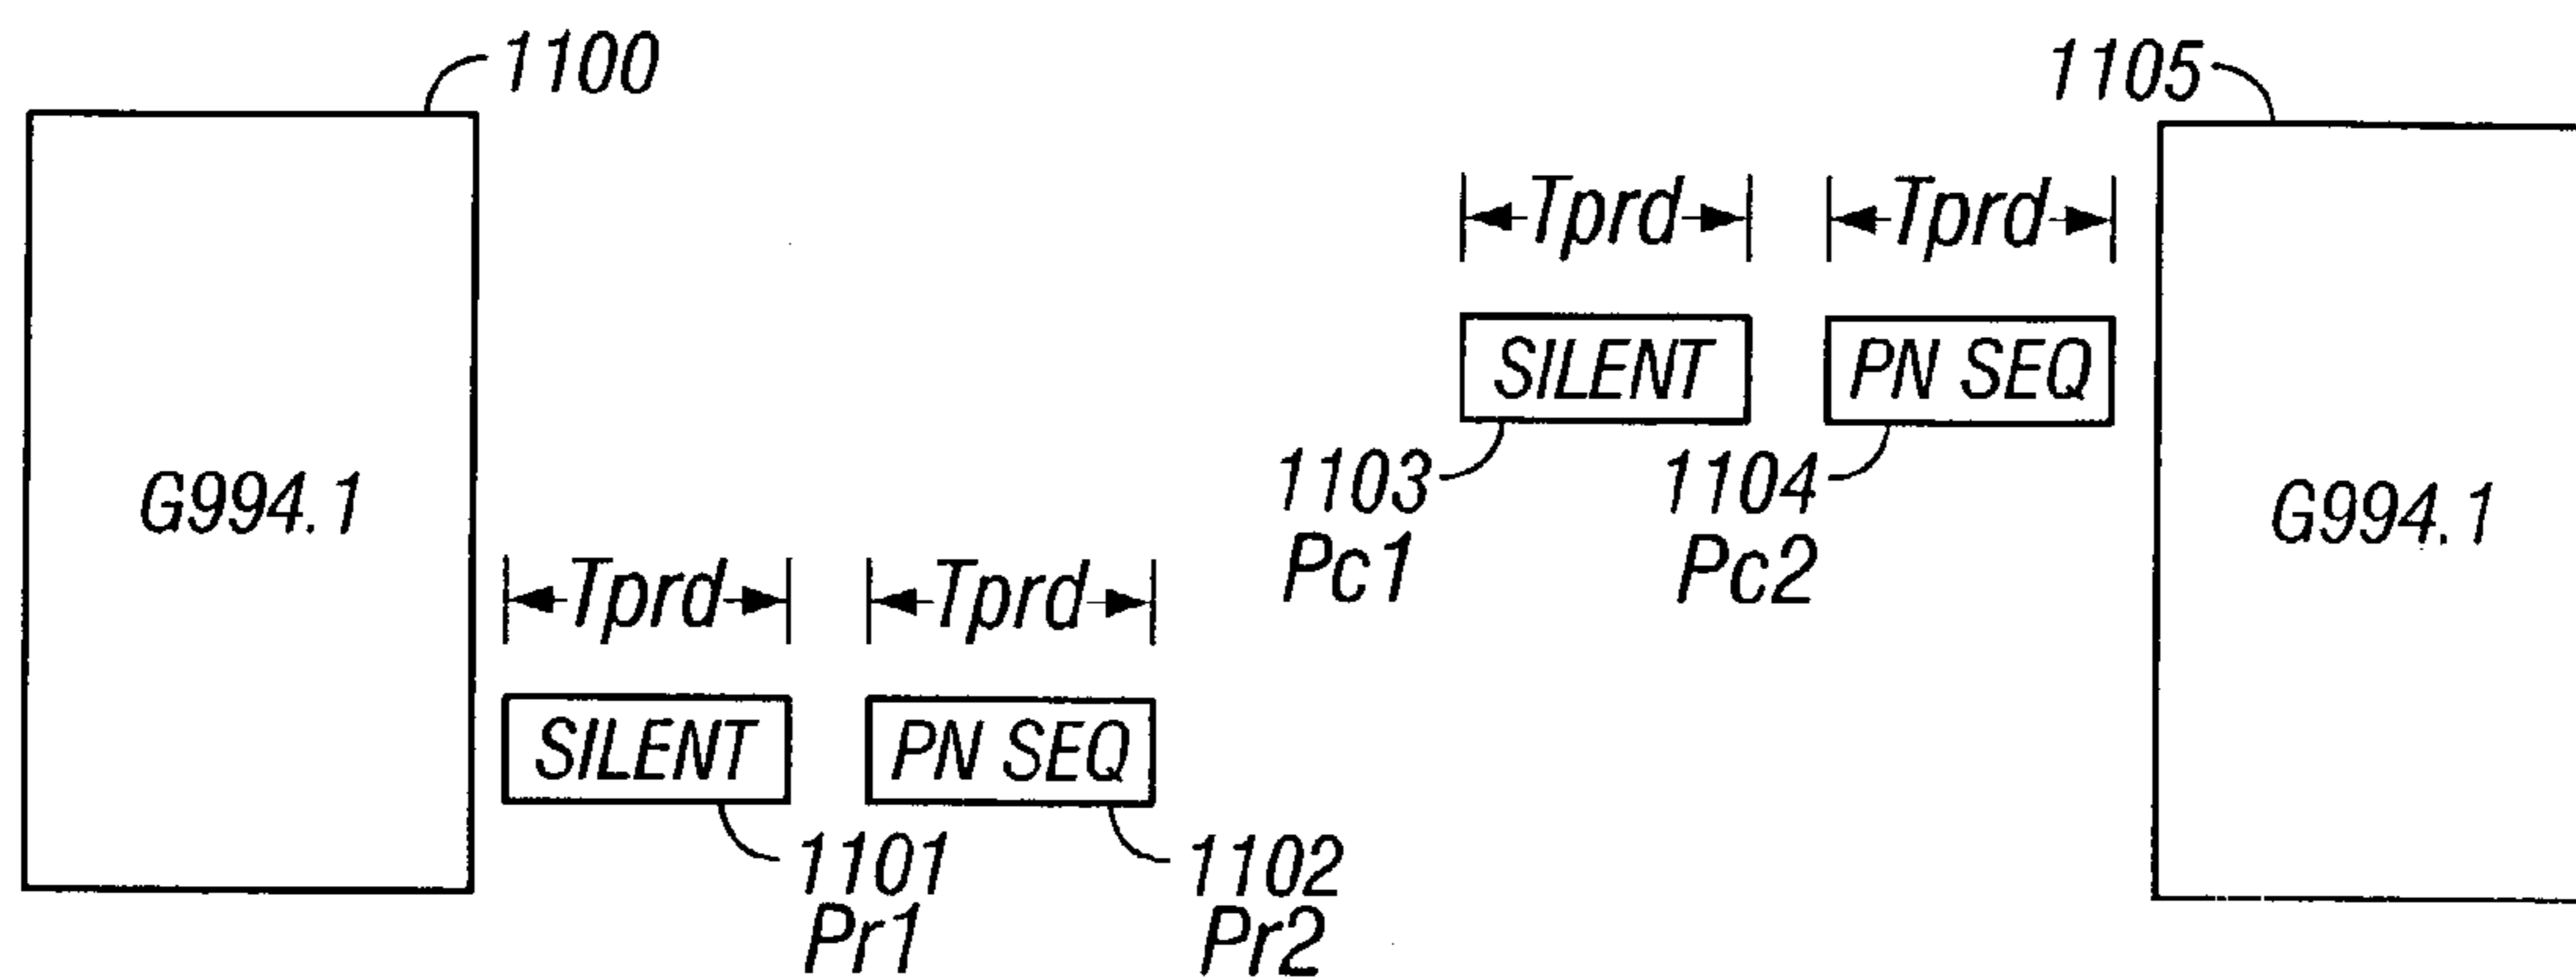 1100
1105
Tprd
Tprd
SILENT
PN SEQ
1103
Pc1
1104
Pc2
G994.1
G994.1
Tprd
Tprd
SILENT
PN SEQ
1101
Pr1
1102
Pr2